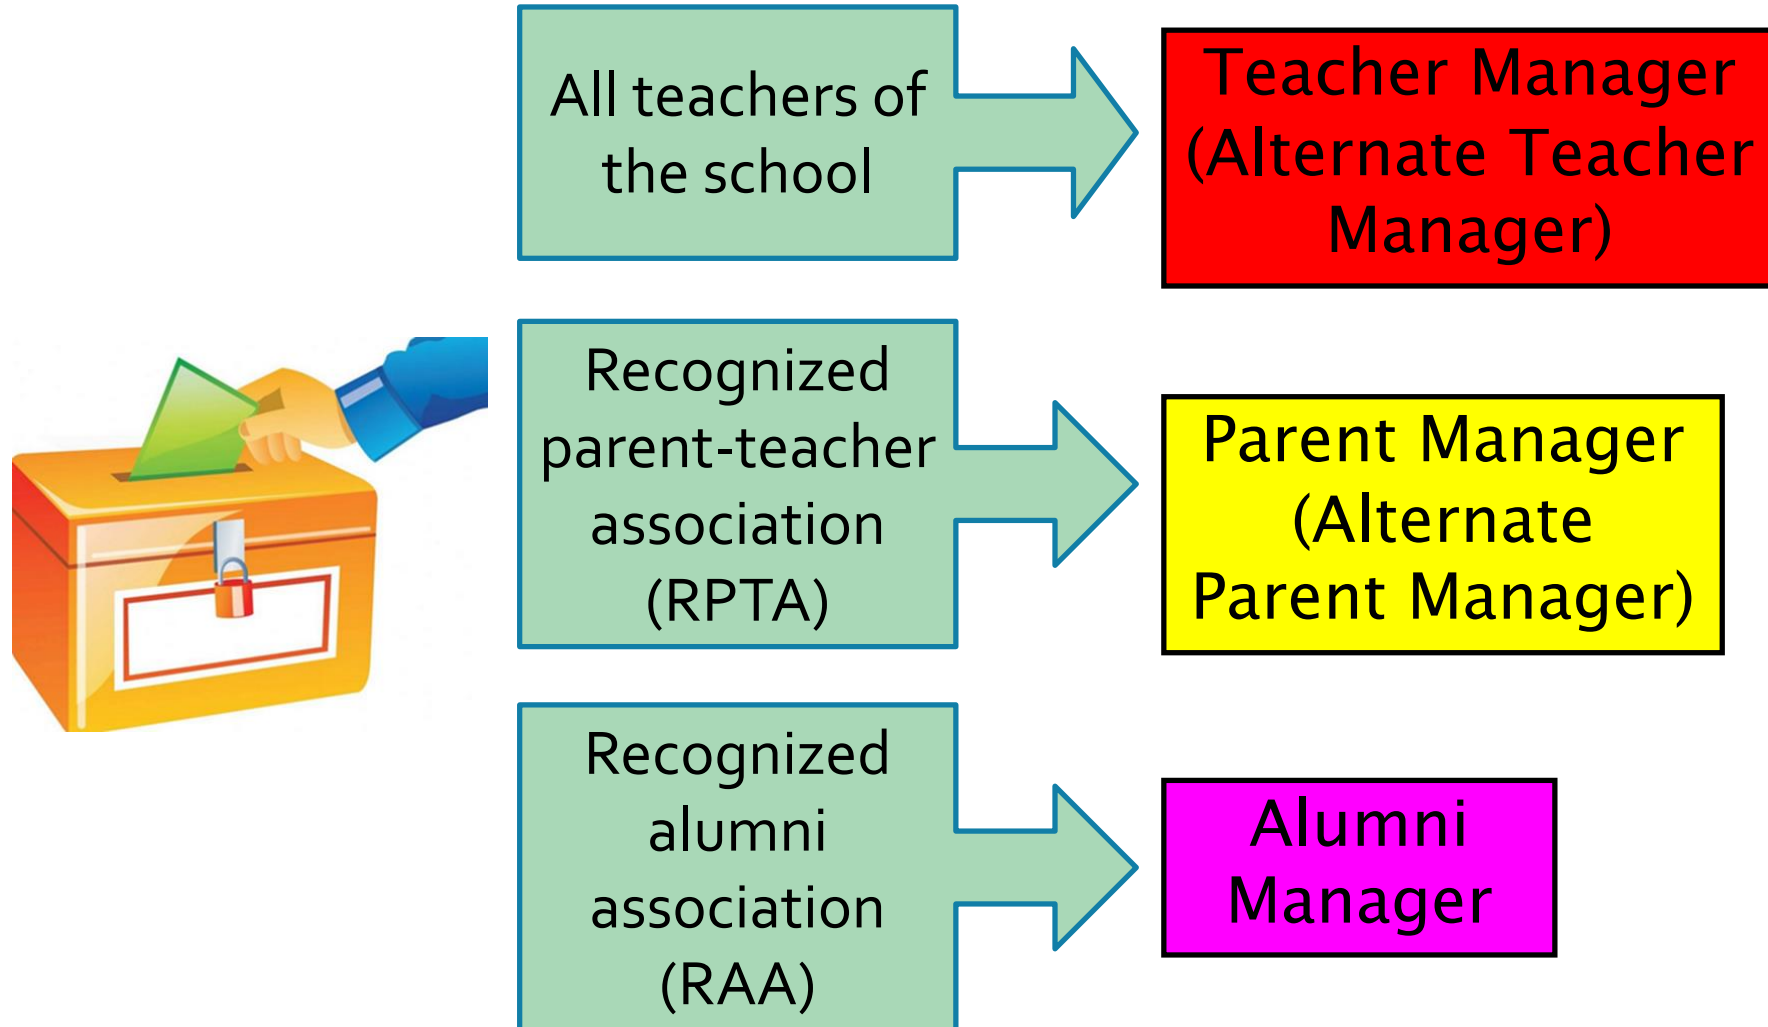 All teachers of
the school
Teacher Manager
(Alternate Teacher
Manager)
Recognized
parent-teacher
association
(RPTA)
Parent Manager
(Alternate
Parent Manager)
Recognized
alumni
association
(RAA)
Alumni
Manager